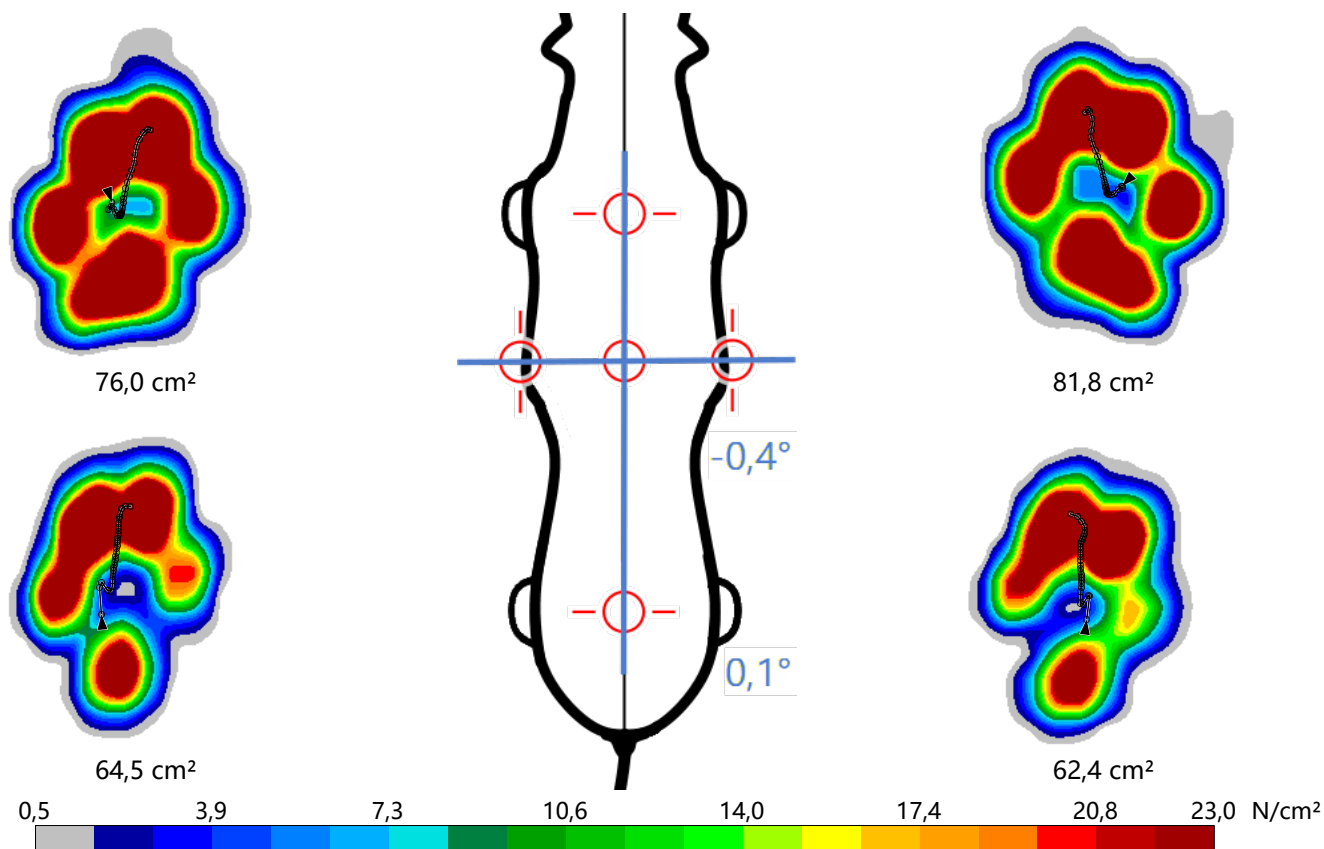 76,0 cm²
81,8 cm²
-0,4°
0,1°
64,5 cm²
62,4 cm²
0,5 3,9 7,3 10,6 14,0 17,4 20,8 23,0 N/cm²